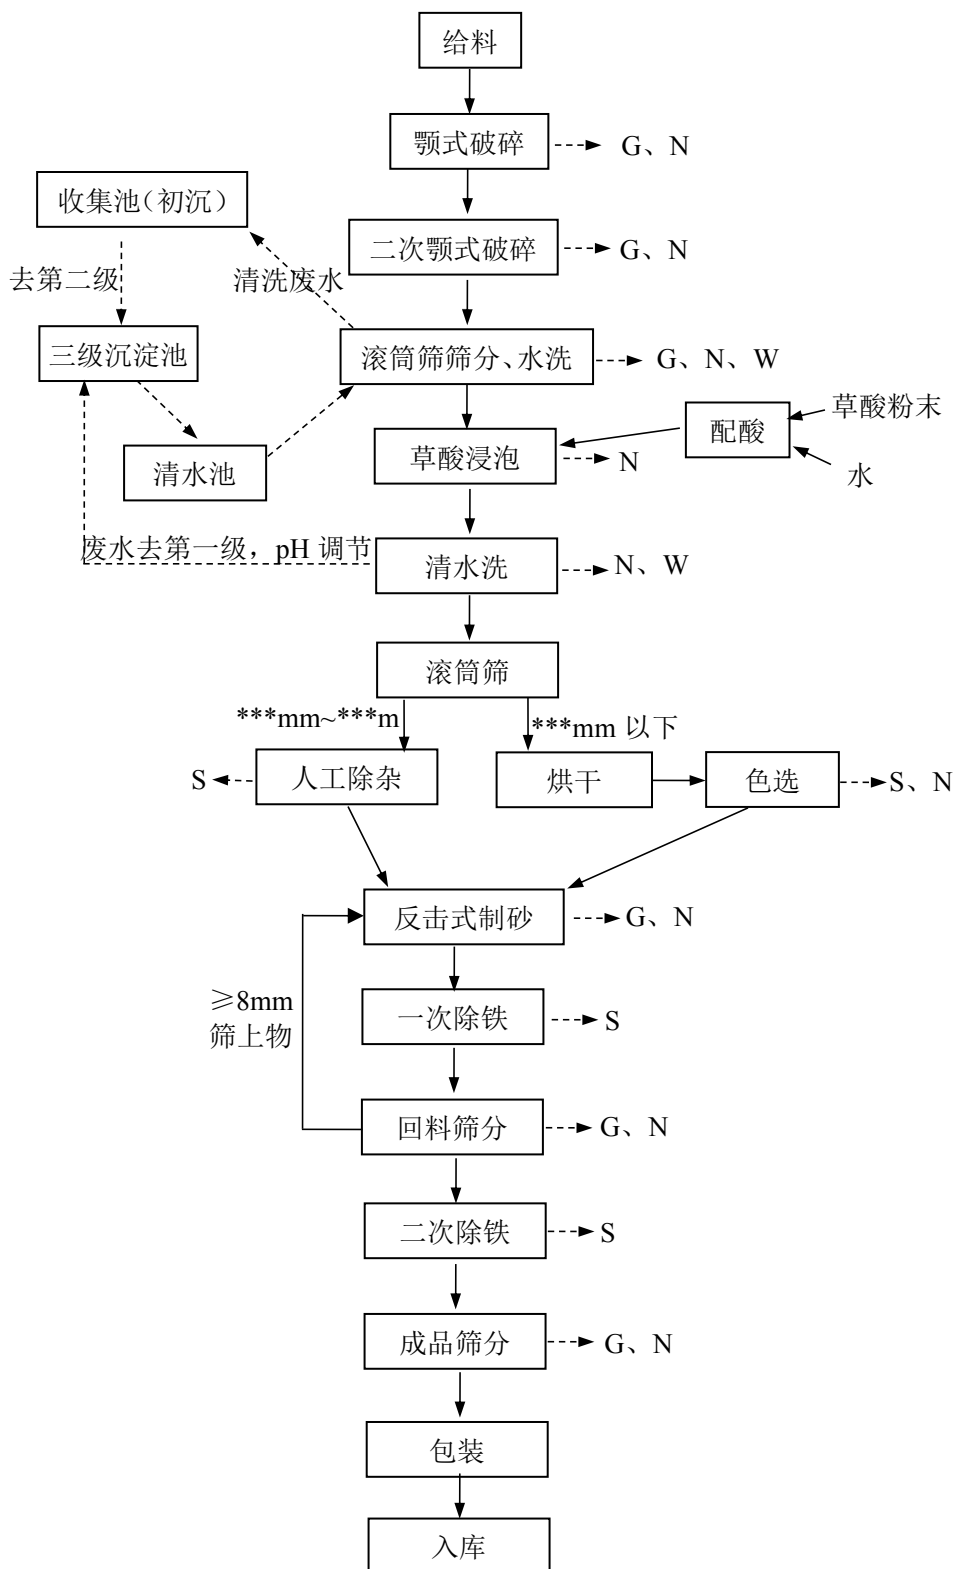 给料
颚式破碎
G、N
收集池（初沉）
二次颚式破碎
G、N
去第二级
清洗废水
三级沉淀池
滚筒筛筛分、水洗
G、N、W
草酸粉末
配酸
草酸浸泡
N
水
清水池
废水去第一级，pH 调节
清水洗
N、W
滚筒筛
***mm~***m
***mm 以下
S
人工除杂
烘干
色选
S、N
反击式制砂
G、N
≥8mm
筛上物
一次除铁
S
回料筛分
G、N
二次除铁
S
成品筛分
G、N
包装
入库